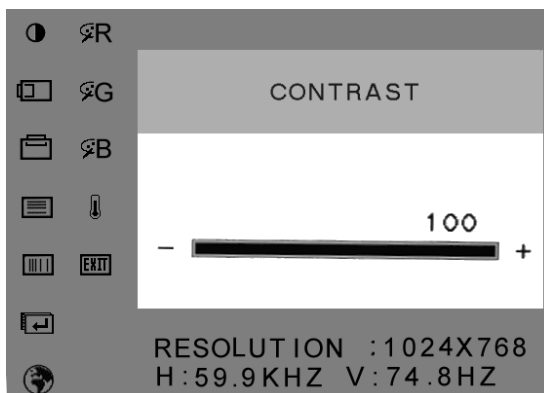 R
G
CONTRAST
B
100
- +
EXIT
RESOLUTION :1024X768
H:59.9KHZ V:74.8HZ